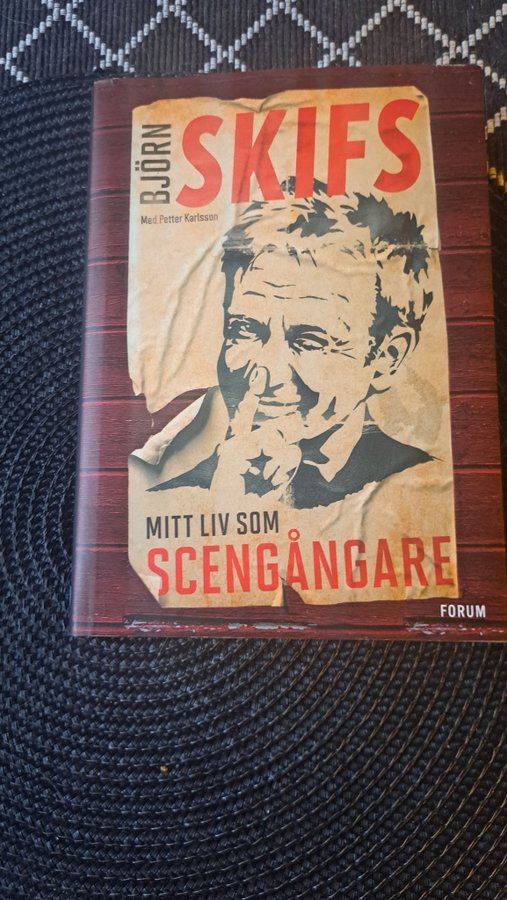 BJÖRN
SKIFS
Med Petter Karlsson
MITT LIV SOM
SCENGÅNGARE
FORUM